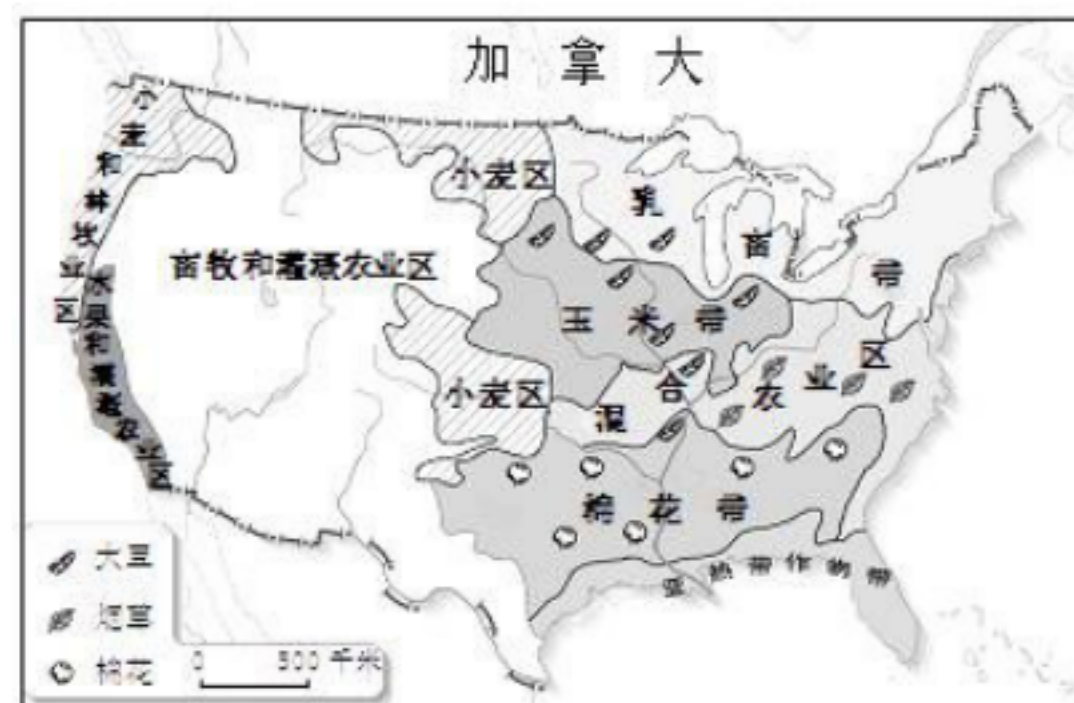 加拿大
小麦和林牧业区
小麦区
乳畜带
畜牧和灌溉农业区
水果和灌溉农业区
玉米带
小麦区
混合农业区
棉花带
亚热带作物带
大豆
烟草
棉花
0 500 千米